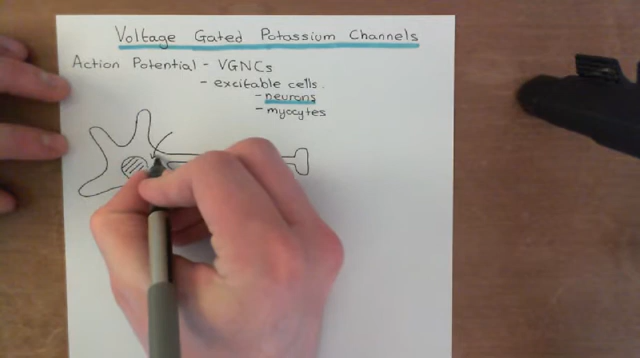 Voltage Gated Potassium Channels
Action Potential - VGNCs
- excitable cells.
- neurons
- myocytes